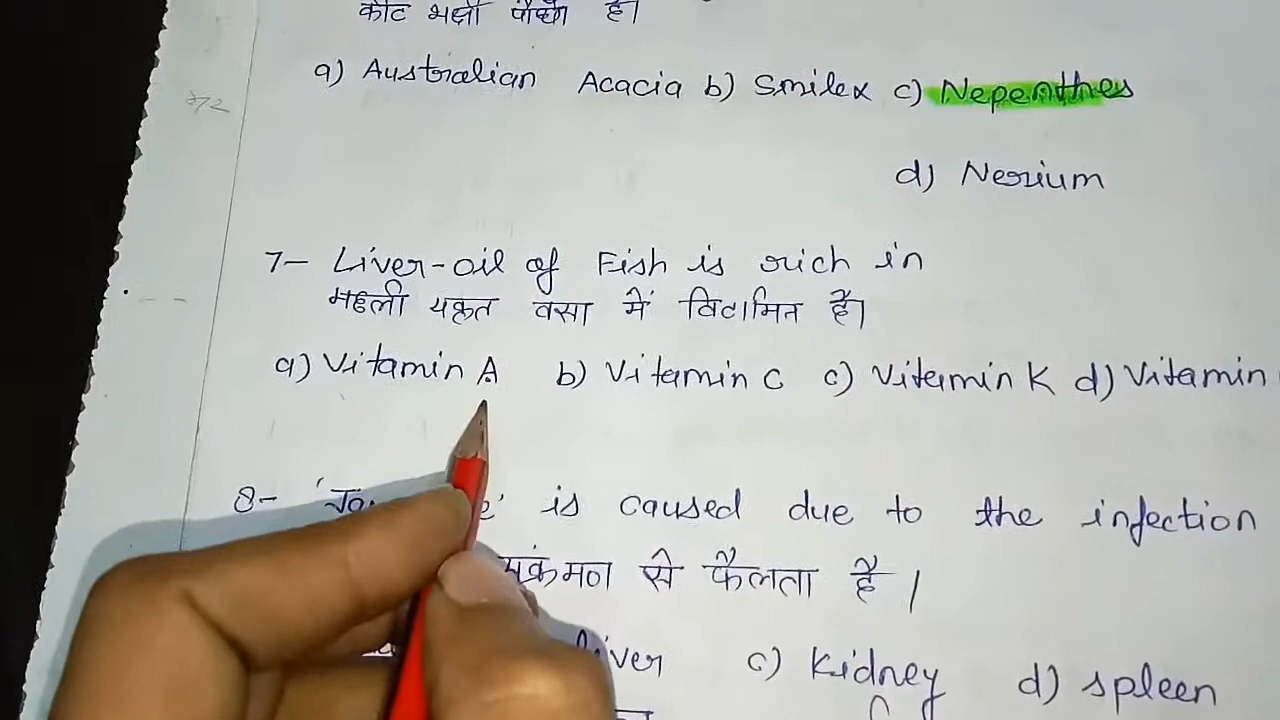 कीट भक्षी पौधा है।
a) Australian Acacia b) Smilex c) Nepenthes
d) Nerium
7- Liver-oil of Fish is rich in
मछली यकृत वसा में विटामिन है।
a) Vitamin A b) Vitamin C c) Vitamin K d) Vitamin
8- is caused due to the infection
संक्रमण से फैलता है।
liver c) Kidney d) spleen